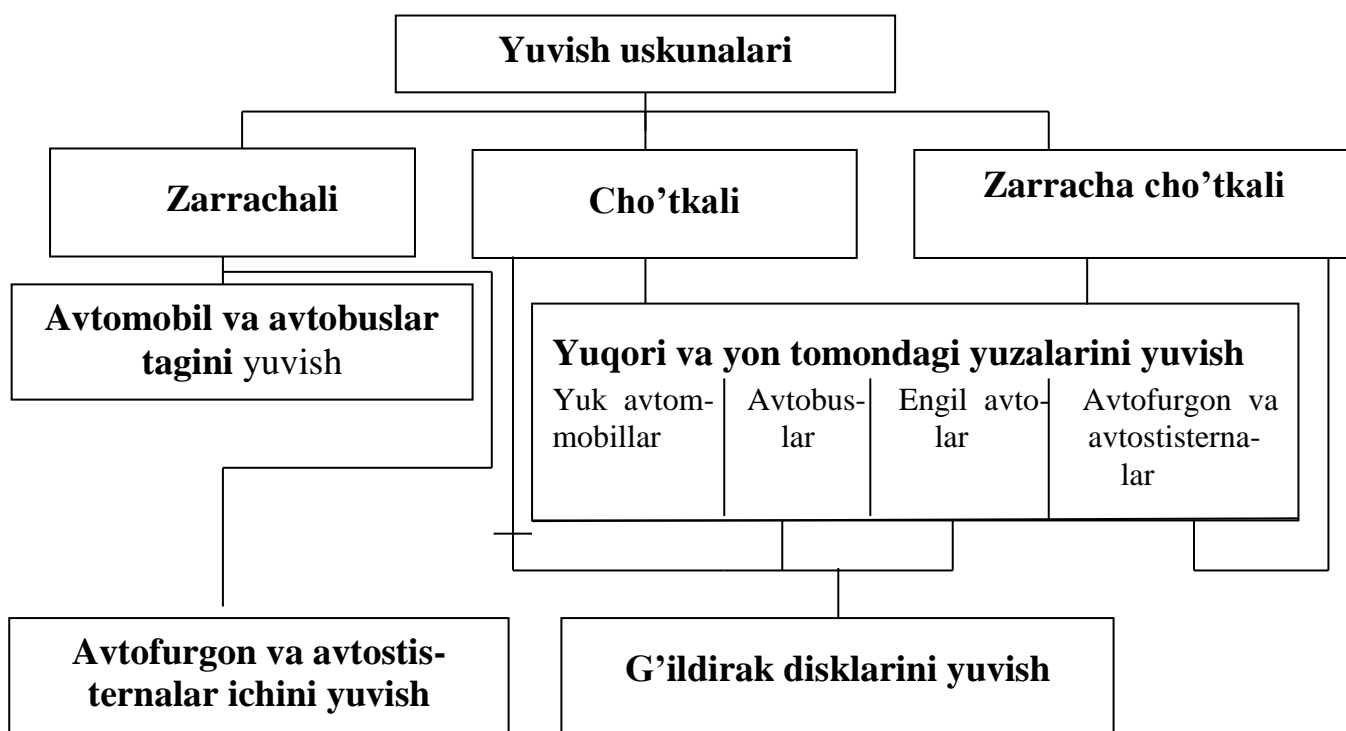 Yuvish uskunalari
Zarrachali
Cho’tkali
Zarracha cho’tkali
Avtomobil va avtobuslar
tagini yuvish
Yuqori va yon tomondagi yuzalarini yuvish
Yuk avtom-
mobillar
Avtobus-
lar
Engil avto-
lar
Avtofurgon va
avtostisterna-
lar
Avtofurgon va avtostis-
ternalar ichini yuvish
G’ildirak disklarini yuvish